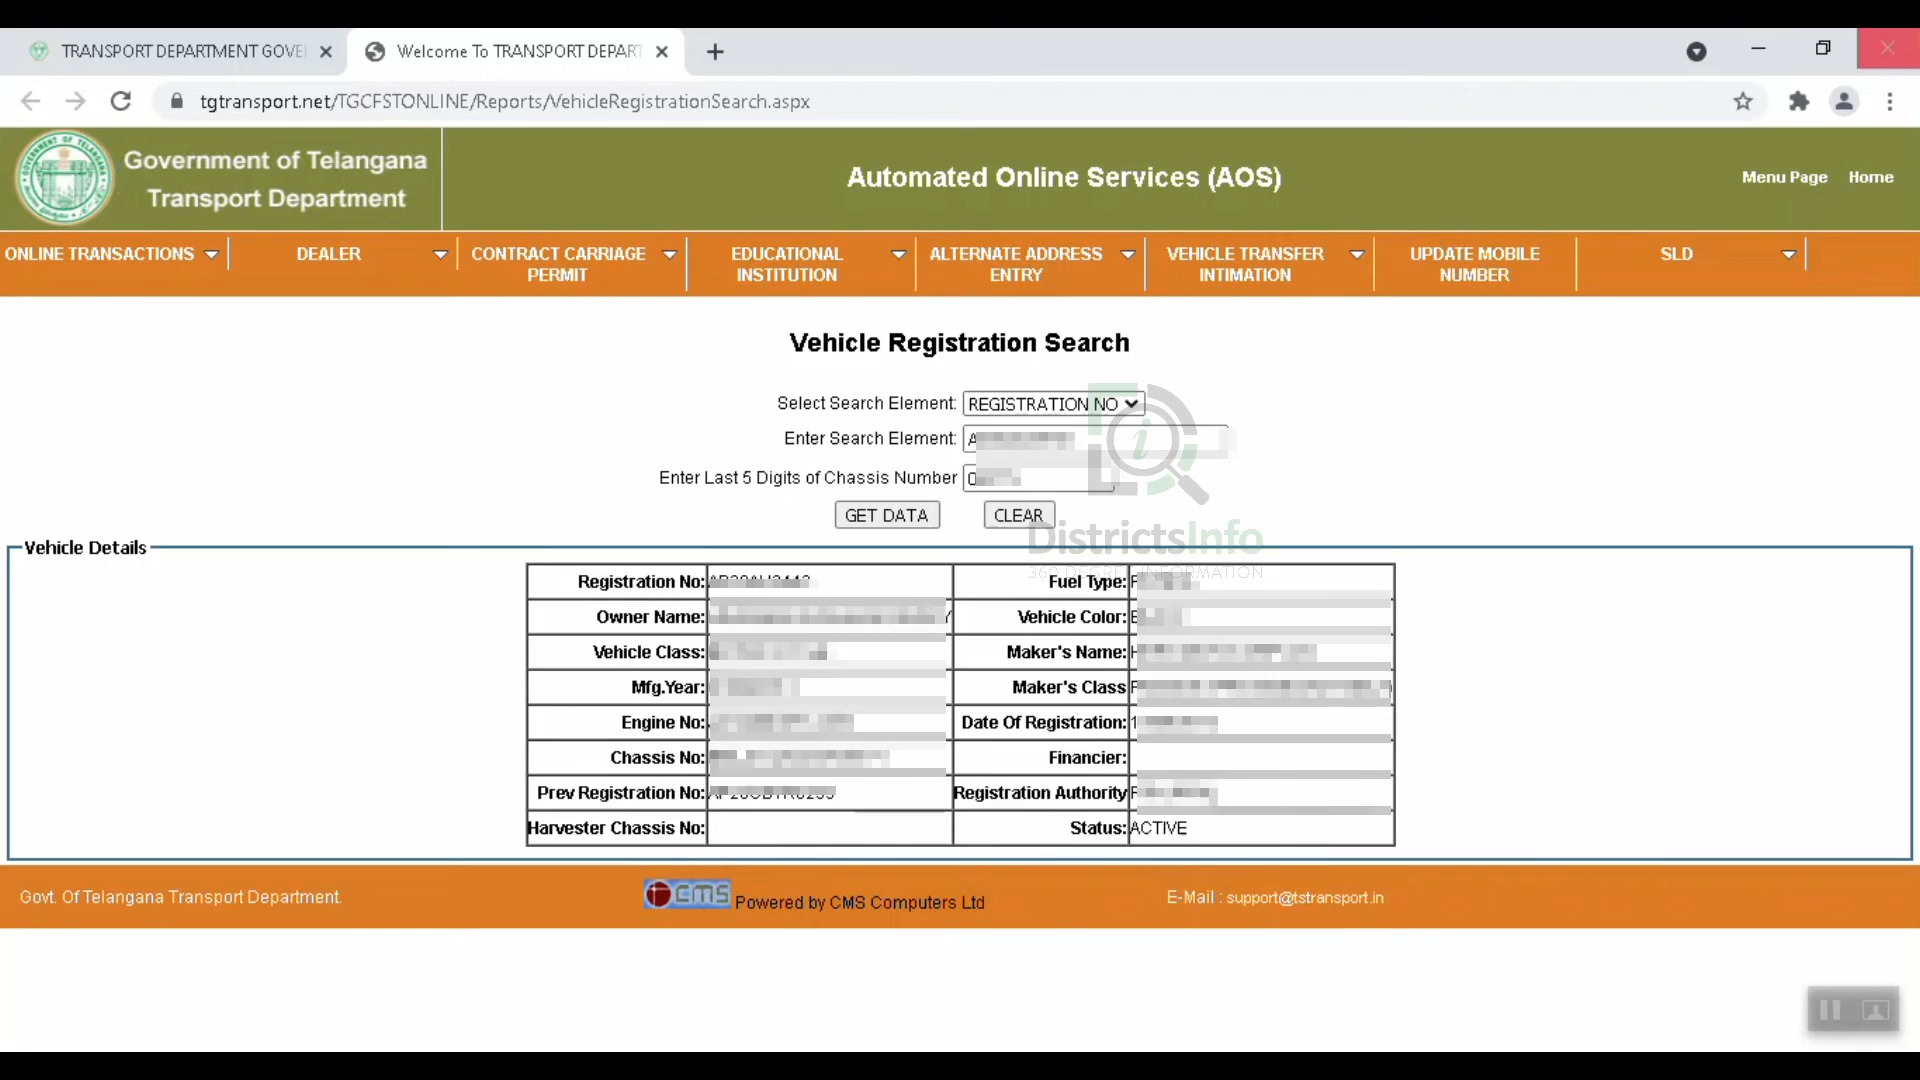 TRANSPORT DEPARTMENT GOVE
Welcome To TRANSPORT DEPART
tgtransport.net/TGCFSTONLINE/Reports/VehicleRegistrationSearch.aspx
Government of Telangana
Transport Department
Automated Online Services (AOS)
Menu Page Home
ONLINE TRANSACTIONS
DEALER
CONTRACT CARRIAGE
PERMIT
EDUCATIONAL
INSTITUTION
ALTERNATE ADDRESS
ENTRY
VEHICLE TRANSFER
INTIMATION
UPDATE MOBILE
NUMBER
SLD
Vehicle Registration Search
Select Search Element: REGISTRATION NO
Enter Search Element:
Enter Last 5 Digits of Chassis Number
GET DATA CLEAR
DistrictsInfo
360 DEGREE INFORMATION
Vehicle Details
Registration No: Fuel Type:
Owner Name: Vehicle Color:
Vehicle Class: Maker's Name:
Mfg.Year: Maker's Class
Engine No: Date Of Registration:
Chassis No: Financier:
Prev Registration No: Registration Authority
Harvester Chassis No: Status: ACTIVE
Govt. Of Telangana Transport Department.
CMS Powered by CMS Computers Ltd
E-Mail : support@tstransport.in